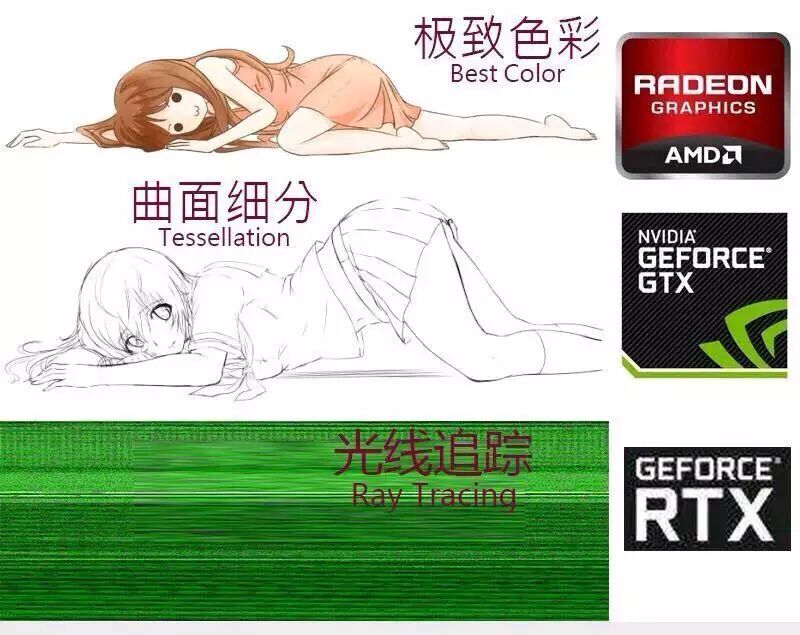 极致色彩
Best Color
RADEON
GRAPHICS
AMD
曲面细分
Tessellation
NVIDIA
GEFORCE®
GTX
光线追踪
Ray Tracing
GEFORCE®
RTX